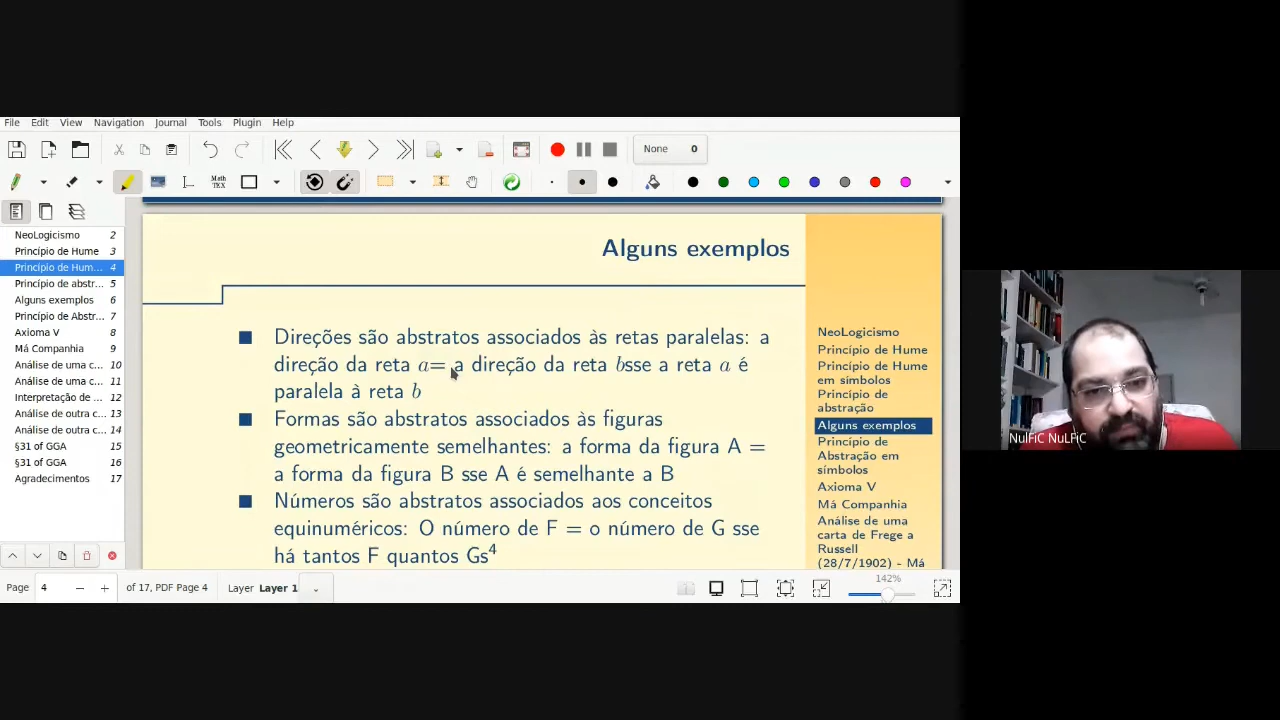 File Edit View Navigation Journal Tools Plugin Help
None 0
Math TEX
NeoLogicismo 2
Princípio de Hume 3
Princípio de Hum... 4
Princípio de abstr... 5
Alguns exemplos 6
Princípio de Abstr... 7
Axioma V 8
Má Companhia 9
Análise de uma c... 10
Análise de uma c... 11
Interpretação de ... 12
Análise de outra c... 13
Análise de outra c... 14
§31 of GGA 15
§31 of GGA 16
Agradecimentos 17
Alguns exemplos
Direções são abstratos associados às retas paralelas: a
direção da reta a= a direção da reta bsse a reta a é
paralela à reta b
Formas são abstratos associados às figuras
geometricamente semelhantes: a forma da figura A =
a forma da figura B sse A é semelhante a B
Números são abstratos associados aos conceitos
equinuméricos: O número de F = o número de G sse
há tantos F quantos Gs⁴
NeoLogicismo
Princípio de Hume
Princípio de Hume
em símbolos
Princípio de
abstração
Alguns exemplos
Princípio de
Abstração em
símbolos
Axioma V
Má Companhia
Análise de uma
carta de Frege a
Russell
(28/7/1902) - Má
Page 4 of 17, PDF Page 4 Layer Layer 1 142%
NulFiC NuLFiC